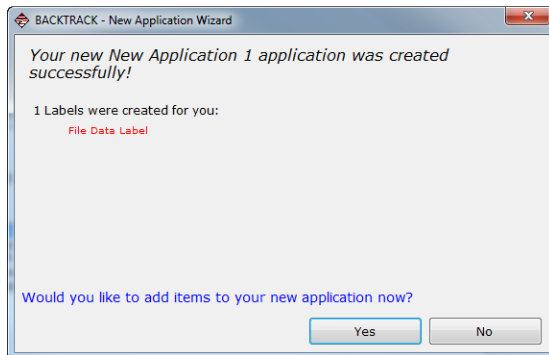 BACKTRACK - New Application Wizard
Your new New Application 1 application was created
successfully!
1 Labels were created for you:
File Data Label
Would you like to add items to your new application now?
Yes No